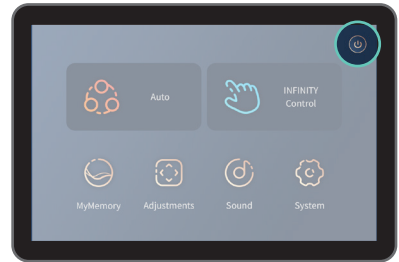 Auto
INFINITY
Control
MyMemory
Adjustments
Sound
System